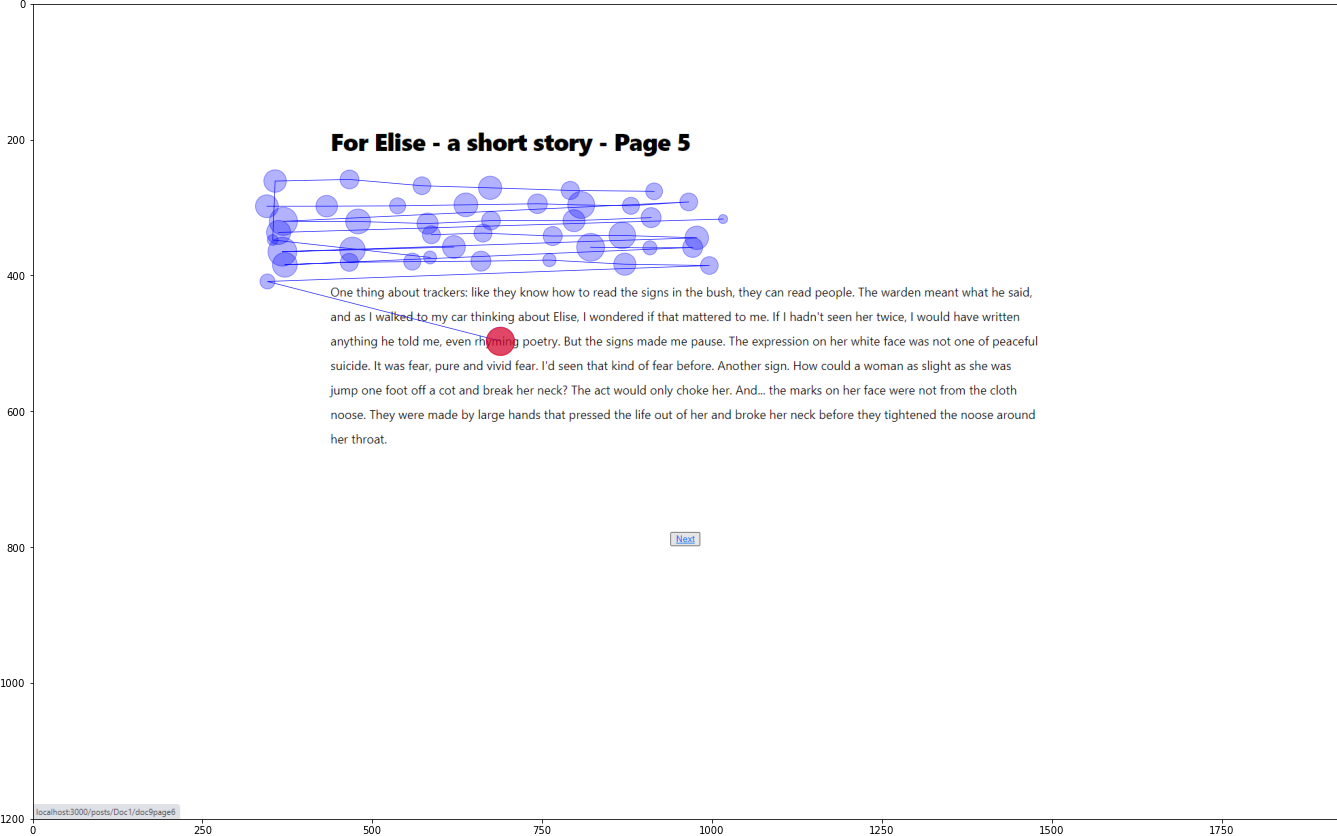 0
200
400
600
800
1000
1200
For Elise - a short story - Page 5
One thing about trackers: like they know how to read the signs in the bush, they can read people. The warden meant what he said,
and as I walked to my car thinking about Elise, I wondered if that mattered to me. If I hadn't seen her twice, I would have written
anything he told me, even rhyming poetry. But the signs made me pause. The expression on her white face was not one of peaceful
suicide. It was fear, pure and vivid fear. I'd seen that kind of fear before. Another sign. How could a woman as slight as she was
jump one foot off a cot and break her neck? The act would only choke her. And... the marks on her face were not from the cloth
noose. They were made by large hands that pressed the life out of her and broke her neck before they tightened the noose around
her throat.
Next
localhost:3000/posts/Doc1/doc9page6
0 250 500 750 1000 1250 1500 1750